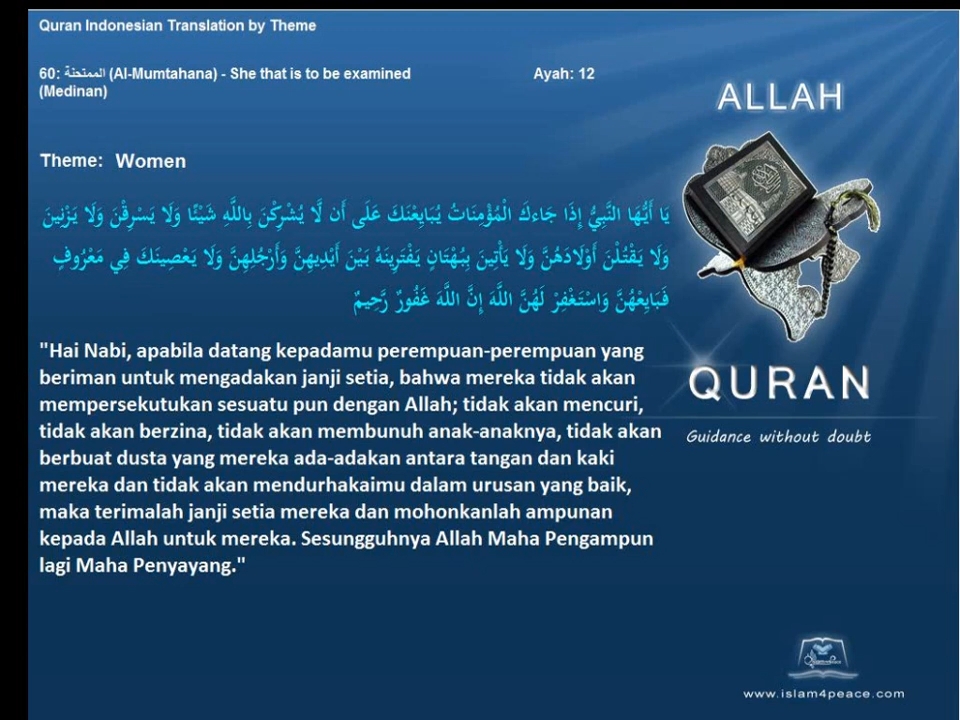 Quran Indonesian Translation by Theme
60: الممتحنة (Al-Mumtahana) - She that is to be examined
(Medinan)
Ayah: 12
ALLAH
Theme: Women
يَا أَيُّهَا النَّبِيُّ إِذَا جَاءكَ الْمُؤْمِنَاتُ يُبَايِعْنَكَ عَلَى أَن لَّا يُشْرِكْنَ بِاللَّهِ شَيْئًا وَلَا يَسْرِقْنَ وَلَا يَزْنِينَ
وَلَا يَقْتُلْنَ أَوْلَادَهُنَّ وَلَا يَأْتِينَ بِبُهْتَانٍ يَفْتَرِينَهُ بَيْنَ أَيْدِيهِنَّ وَأَرْجُلِهِنَّ وَلَا يَعْصِينَكَ فِي مَعْرُوفٍ
فَبَايِعْهُنَّ وَاسْتَغْفِرْ لَهُنَّ اللَّهَ إِنَّ اللَّهَ غَفُورٌ رَّحِيمٌ
"Hai Nabi, apabila datang kepadamu perempuan-perempuan yang
beriman untuk mengadakan janji setia, bahwa mereka tidak akan
mempersekutukan sesuatu pun dengan Allah; tidak akan mencuri,
tidak akan berzina, tidak akan membunuh anak-anaknya, tidak akan
berbuat dusta yang mereka ada-adakan antara tangan dan kaki
mereka dan tidak akan mendurhakaimu dalam urusan yang baik,
maka terimalah janji setia mereka dan mohonkanlah ampunan
kepada Allah untuk mereka. Sesungguhnya Allah Maha Pengampun
lagi Maha Penyayang."
QURAN
Guidance without doubt
www.islam4peace.com